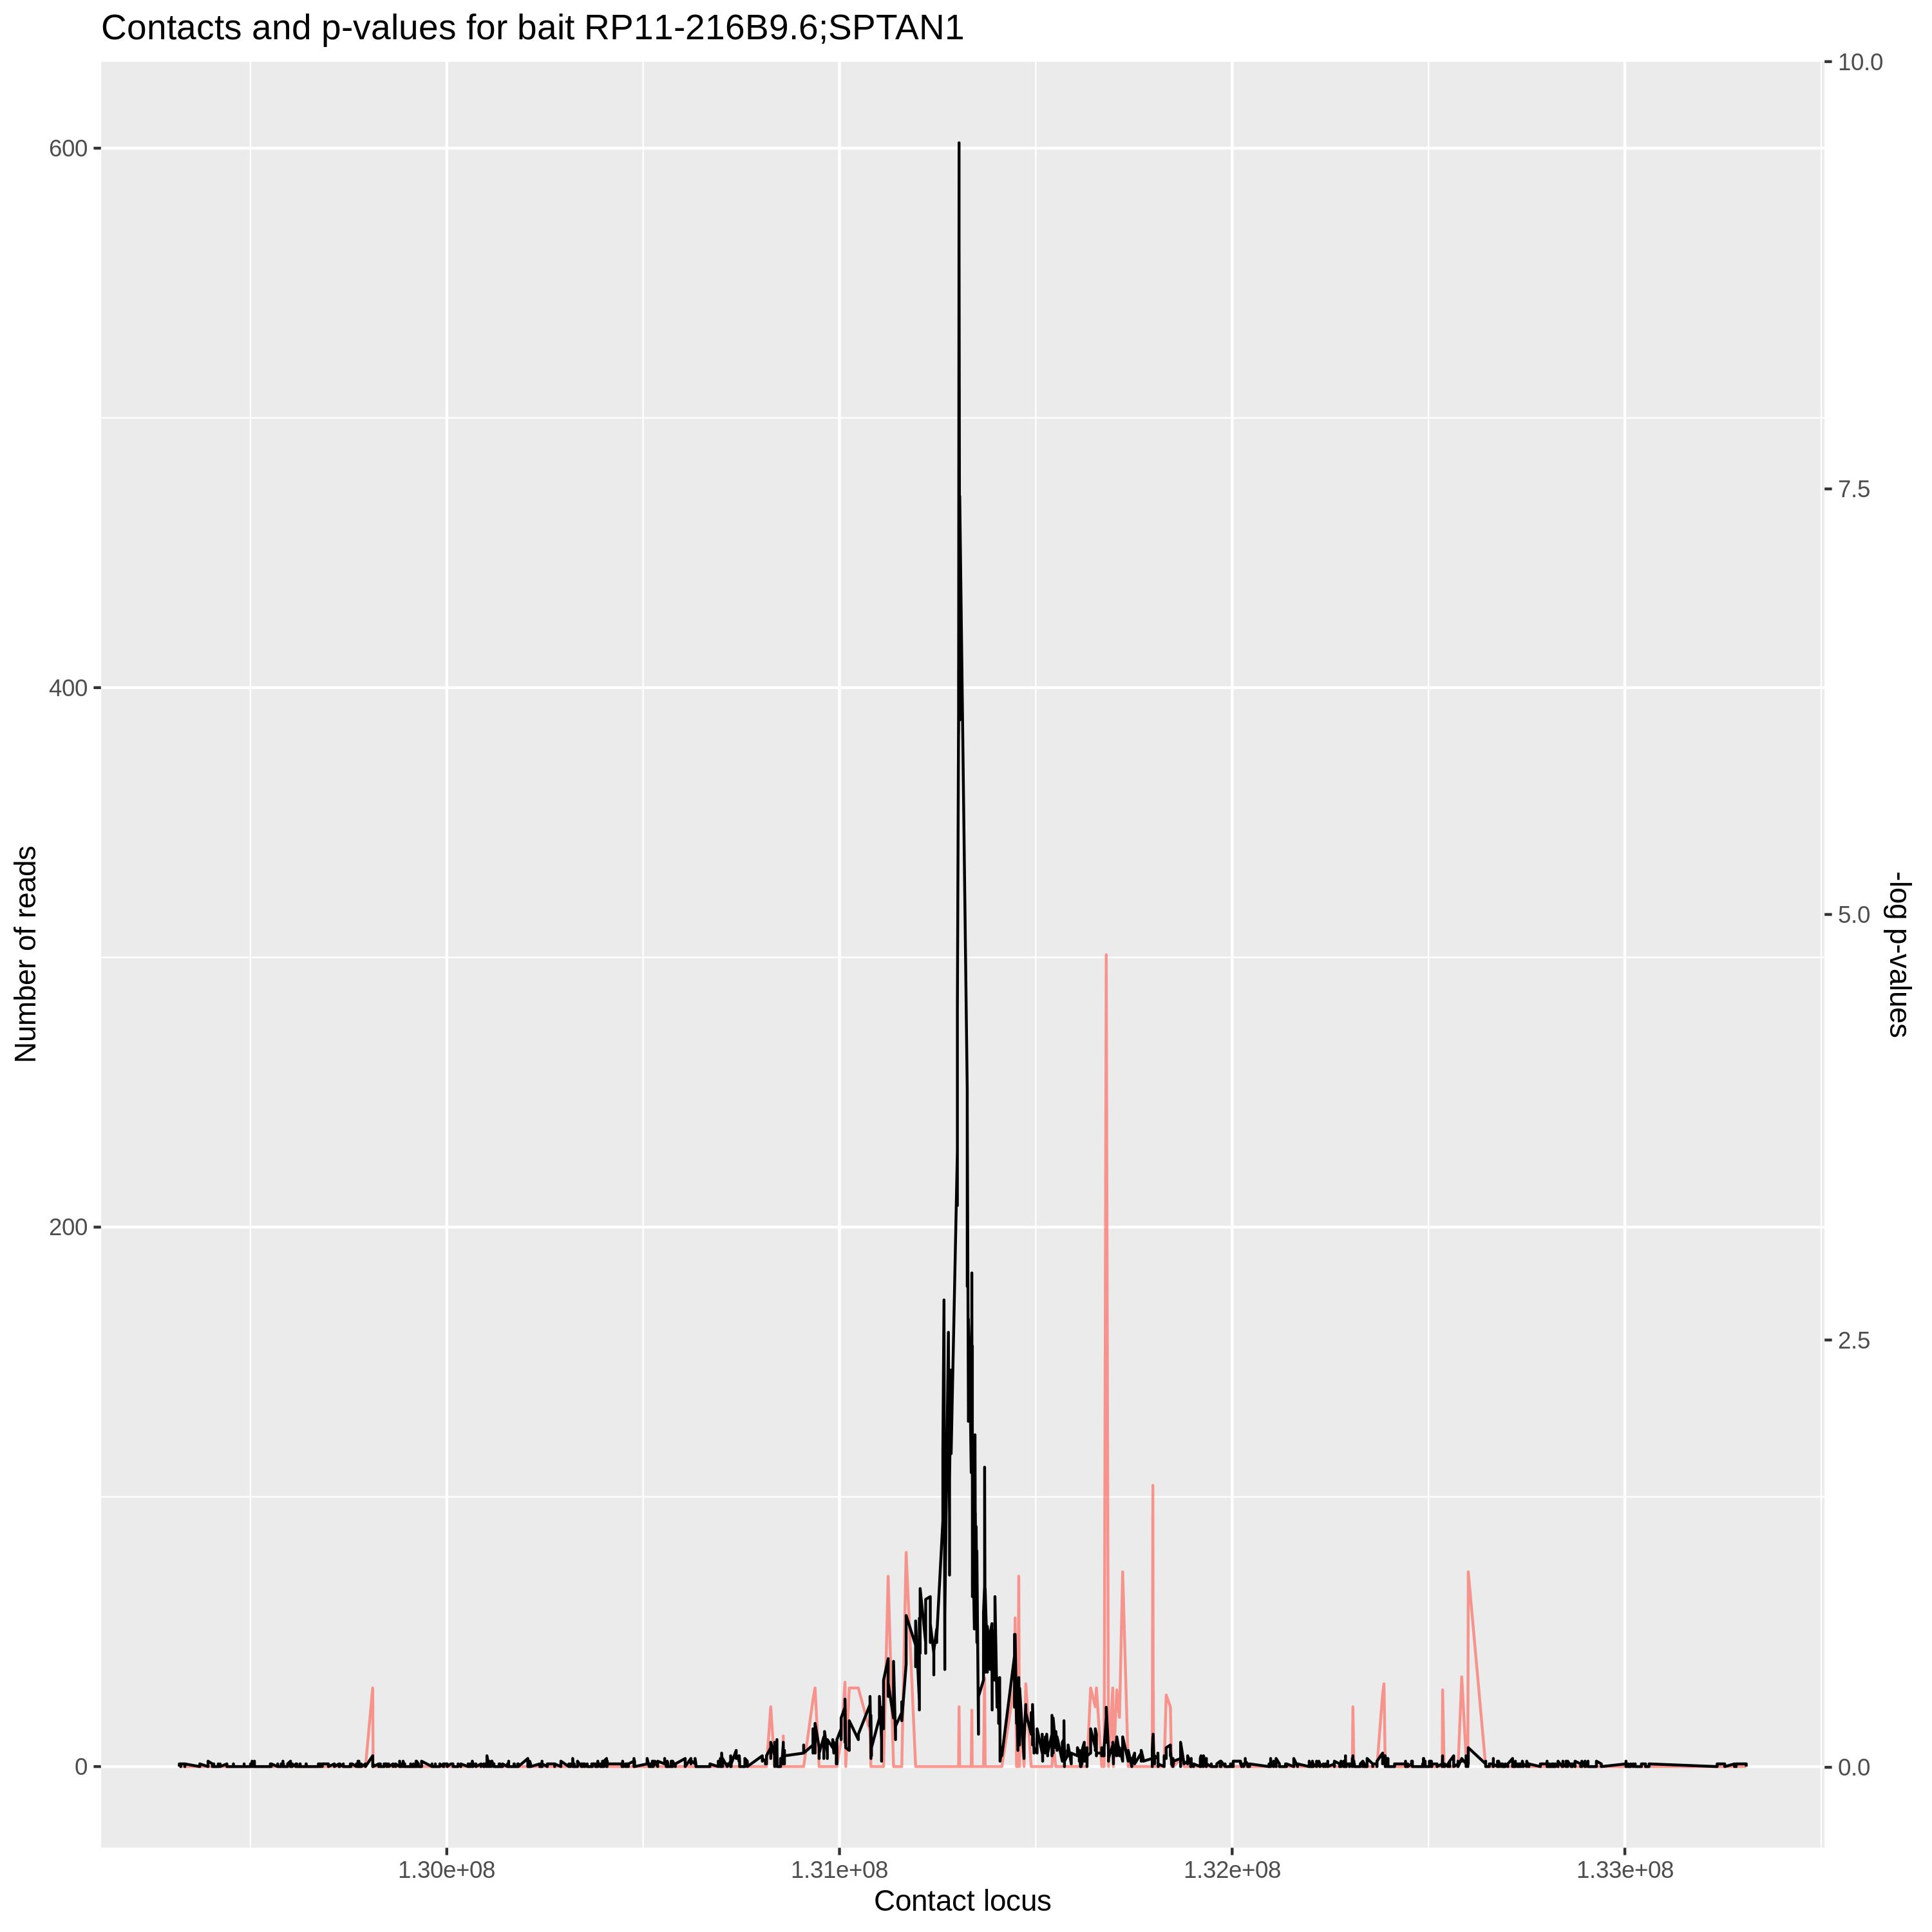 Contacts and p-values for bait RP11-216B9.6;SPTAN1
10.0
600
7.5
400
5.0
Number of reads
-log p-values
200
2.5
0
0.0
1.30e+08
1.31e+08
1.32e+08
1.33e+08
Contact locus